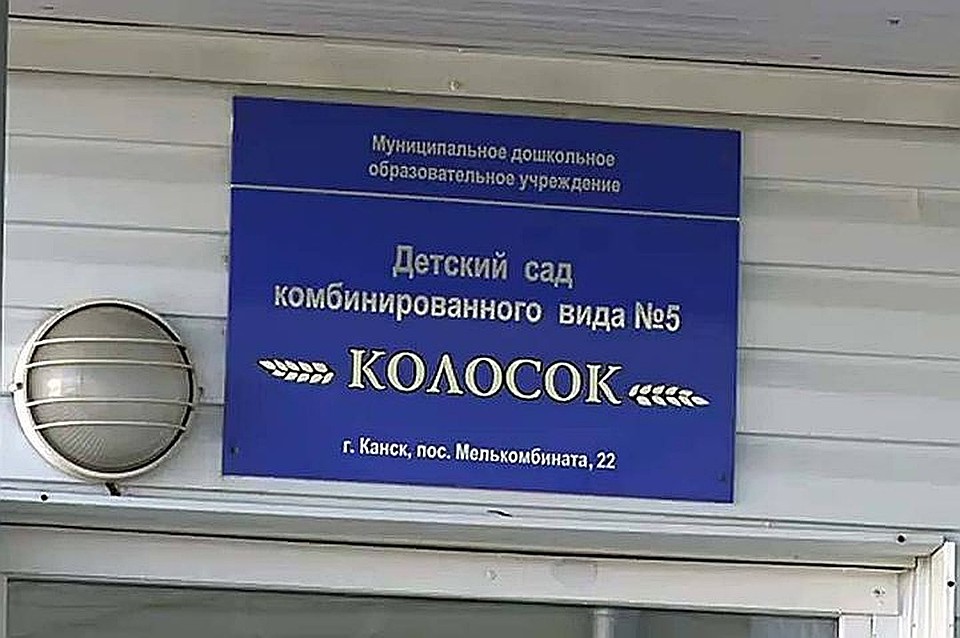 Муниципальное дошкольное
образовательное учреждение
Детский сад
комбинированного вида №5
КОЛОСОК
г. Канск, пос. Мелькомбината, 22